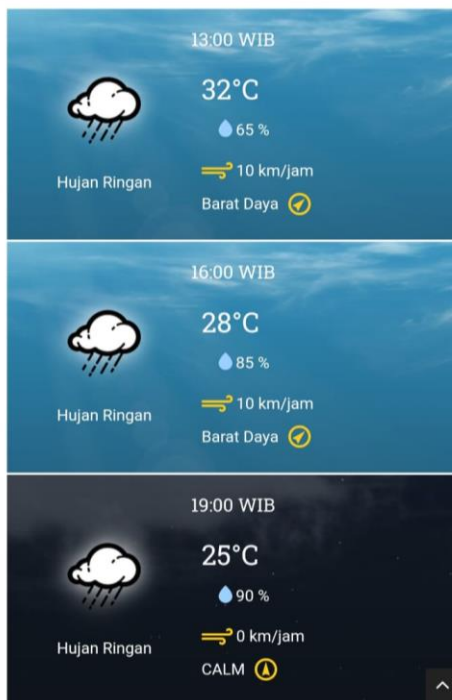 13:00 WIB
32°C
65 %
Hujan Ringan
10 km/jam
Barat Daya
16:00 WIB
28°C
85 %
Hujan Ringan
10 km/jam
Barat Daya
19:00 WIB
25°C
90 %
Hujan Ringan
0 km/jam
CALM